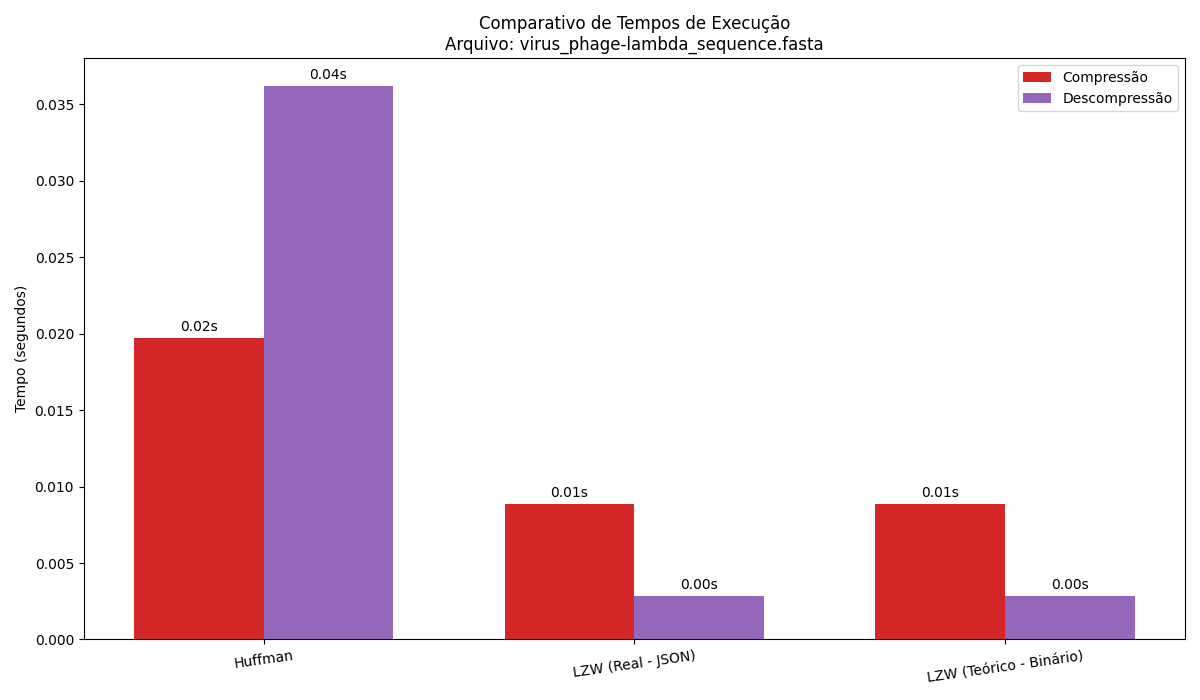 Comparativo de Tempos de Execução
Arquivo: virus_phage-lambda_sequence.fasta
Compressão
Descompressão
Tempo (segundos)
0.035
0.030
0.025
0.020
0.015
0.010
0.005
0.000
0.02s
0.04s
0.01s
0.00s
0.01s
0.00s
Huffman
LZW (Real - JSON)
LZW (Teórico - Binário)